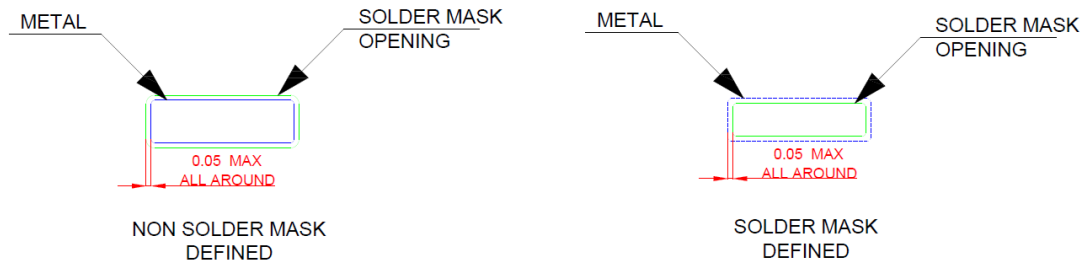 METAL
SOLDER MASK
OPENING
0.05 MAX
ALL AROUND
NON SOLDER MASK
DEFINED
METAL
SOLDER MASK
OPENING
0.05 MAX
ALL AROUND
SOLDER MASK
DEFINED